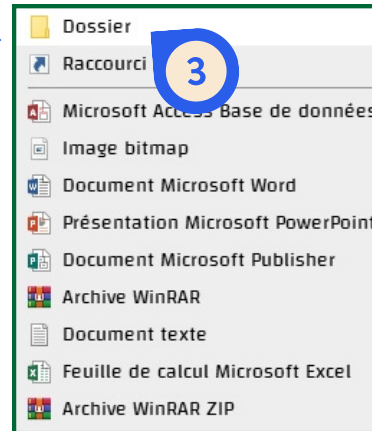 Dossier
Raccourci
3
Microsoft Access Base de données
Image bitmap
Document Microsoft Word
Présentation Microsoft PowerPoint
Document Microsoft Publisher
Archive WinRAR
Document texte
Feuille de calcul Microsoft Excel
Archive WinRAR ZIP